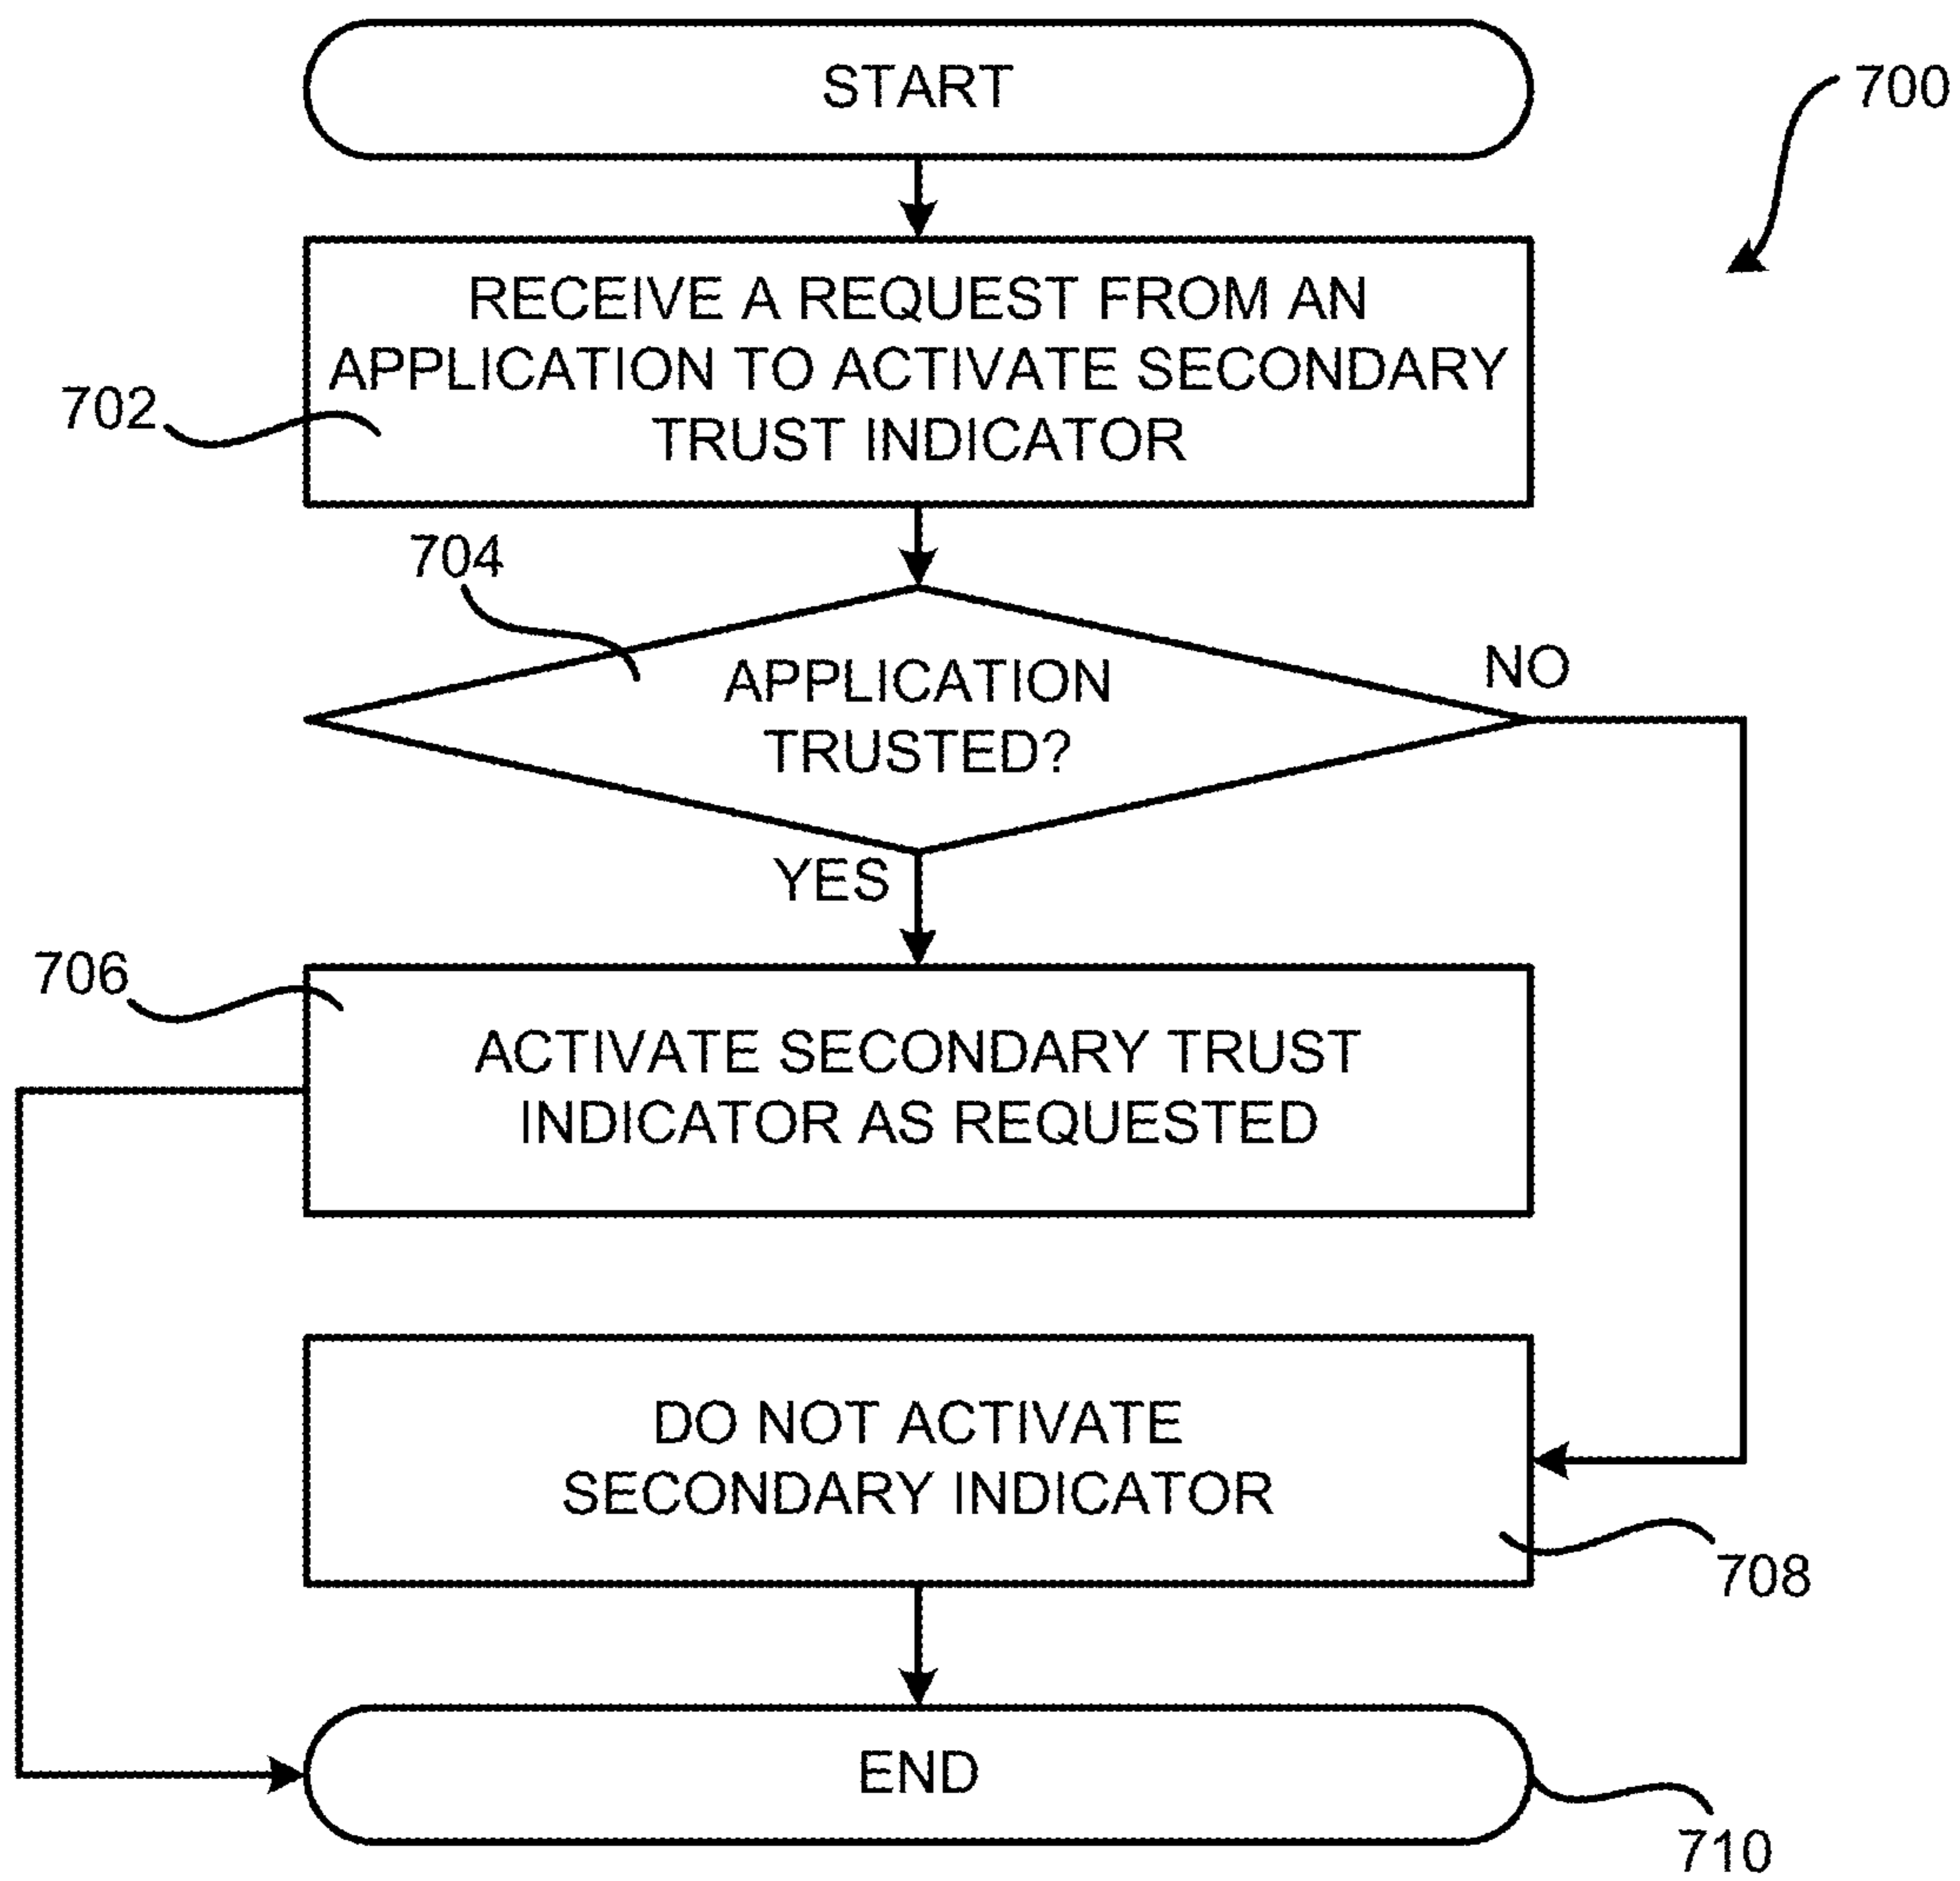 START
700
RECEIVE A REQUEST FROM AN
APPLICATION TO ACTIVATE SECONDARY
TRUST INDICATOR
702
704
APPLICATION
TRUSTED?
NO
YES
706
ACTIVATE SECONDARY TRUST
INDICATOR AS REQUESTED
DO NOT ACTIVATE
SECONDARY INDICATOR
708
END
710